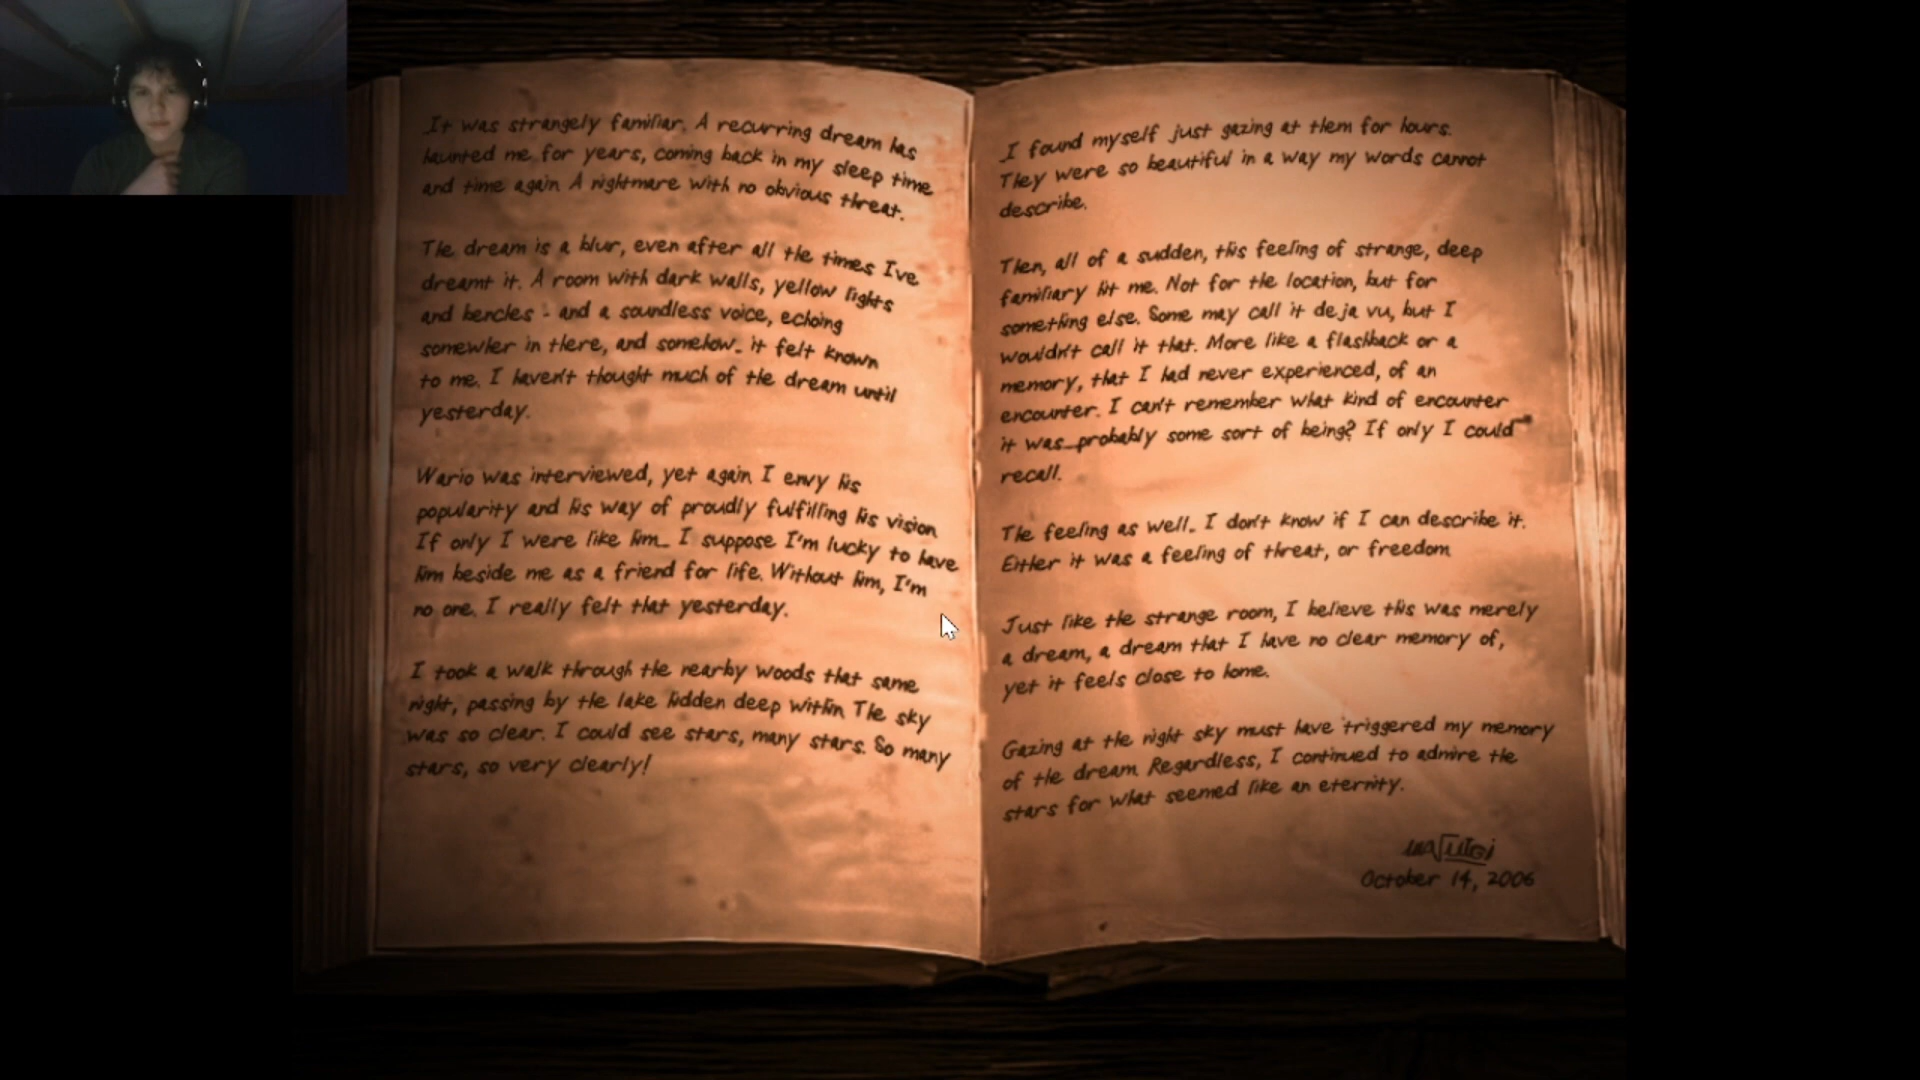 It was strangely familiar. A recurring dream has
haunted me for years, coming back in my sleep time
and time again. A nightmare with no obvious threat.
The dream is a blur, even after all the times I've
dreamt it. A room with dark walls, yellow lights
and benches - and a soundless voice, echoing
somewher in there, and somehow... it felt known
to me. I haven't thought much of the dream until
yesterday.
Wario was interviewed, yet again. I envy his
popularity and his way of proudly fulfilling his vision.
If only I were like him... I suppose I'm lucky to have
him beside me as a friend for life. Without him, I'm
no one. I really felt that yesterday.
I took a walk through the nearby woods that same
night, passing by the lake hidden deep within. The sky
was so clear. I could see stars, many stars. So many
stars, so very clearly!
I found myself just gazing at them for hours.
They were so beautiful in a way my words cannot
describe.
Then, all of a sudden, this feeling of strange, deep
familiary hit me. Not for the location, but for
something else. Some may call it deja vu, but I
wouldn't call it that. More like a flashback or a
memory, that I had never experienced, of an
encounter. I can't remember what kind of encounter
it was...probably some sort of being? If only I could
recall.
The feeling as well... I don't know if I can describe it.
Either it was a feeling of threat, or freedom.
Just like the strange room, I believe this was merely
a dream, a dream that I have no clear memory of,
yet it feels close to home.
Gazing at the night sky must have triggered my memory
of the dream. Regardless, I continued to admire the
stars for what seemed like an eternity.
October 14, 2006